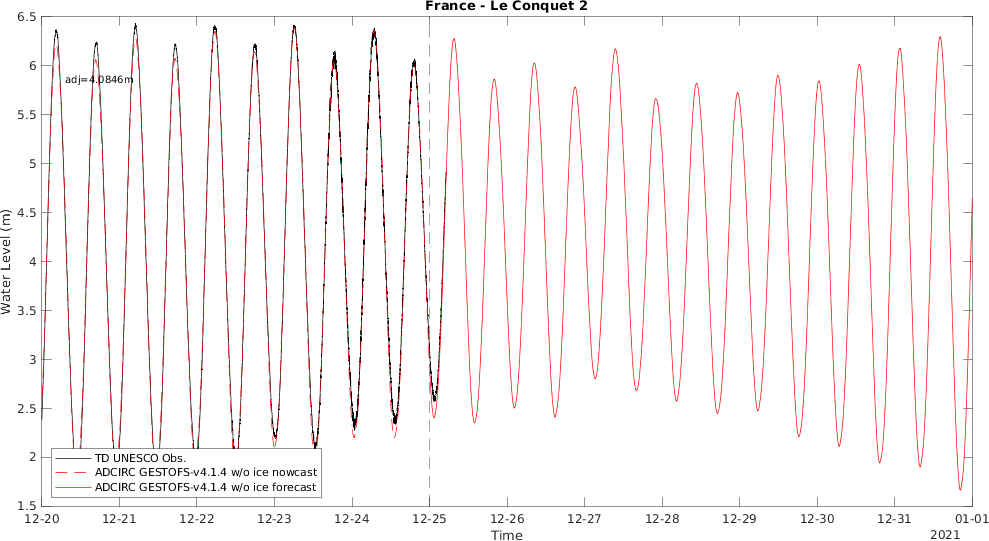 France - Le Conquet 2
6.5
6
5.5
5
4.5
4
3.5
3
2.5
2
1.5
Water Level (m)
adj=4.0846m
TD UNESCO Obs.
ADCIRC GESTOFS-v4.1.4 w/o ice nowcast
ADCIRC GESTOFS-v4.1.4 w/o ice forecast
12-20 12-21 12-22 12-23 12-24 12-25 12-26 12-27 12-28 12-29 12-30 12-31 01-01
Time
2021